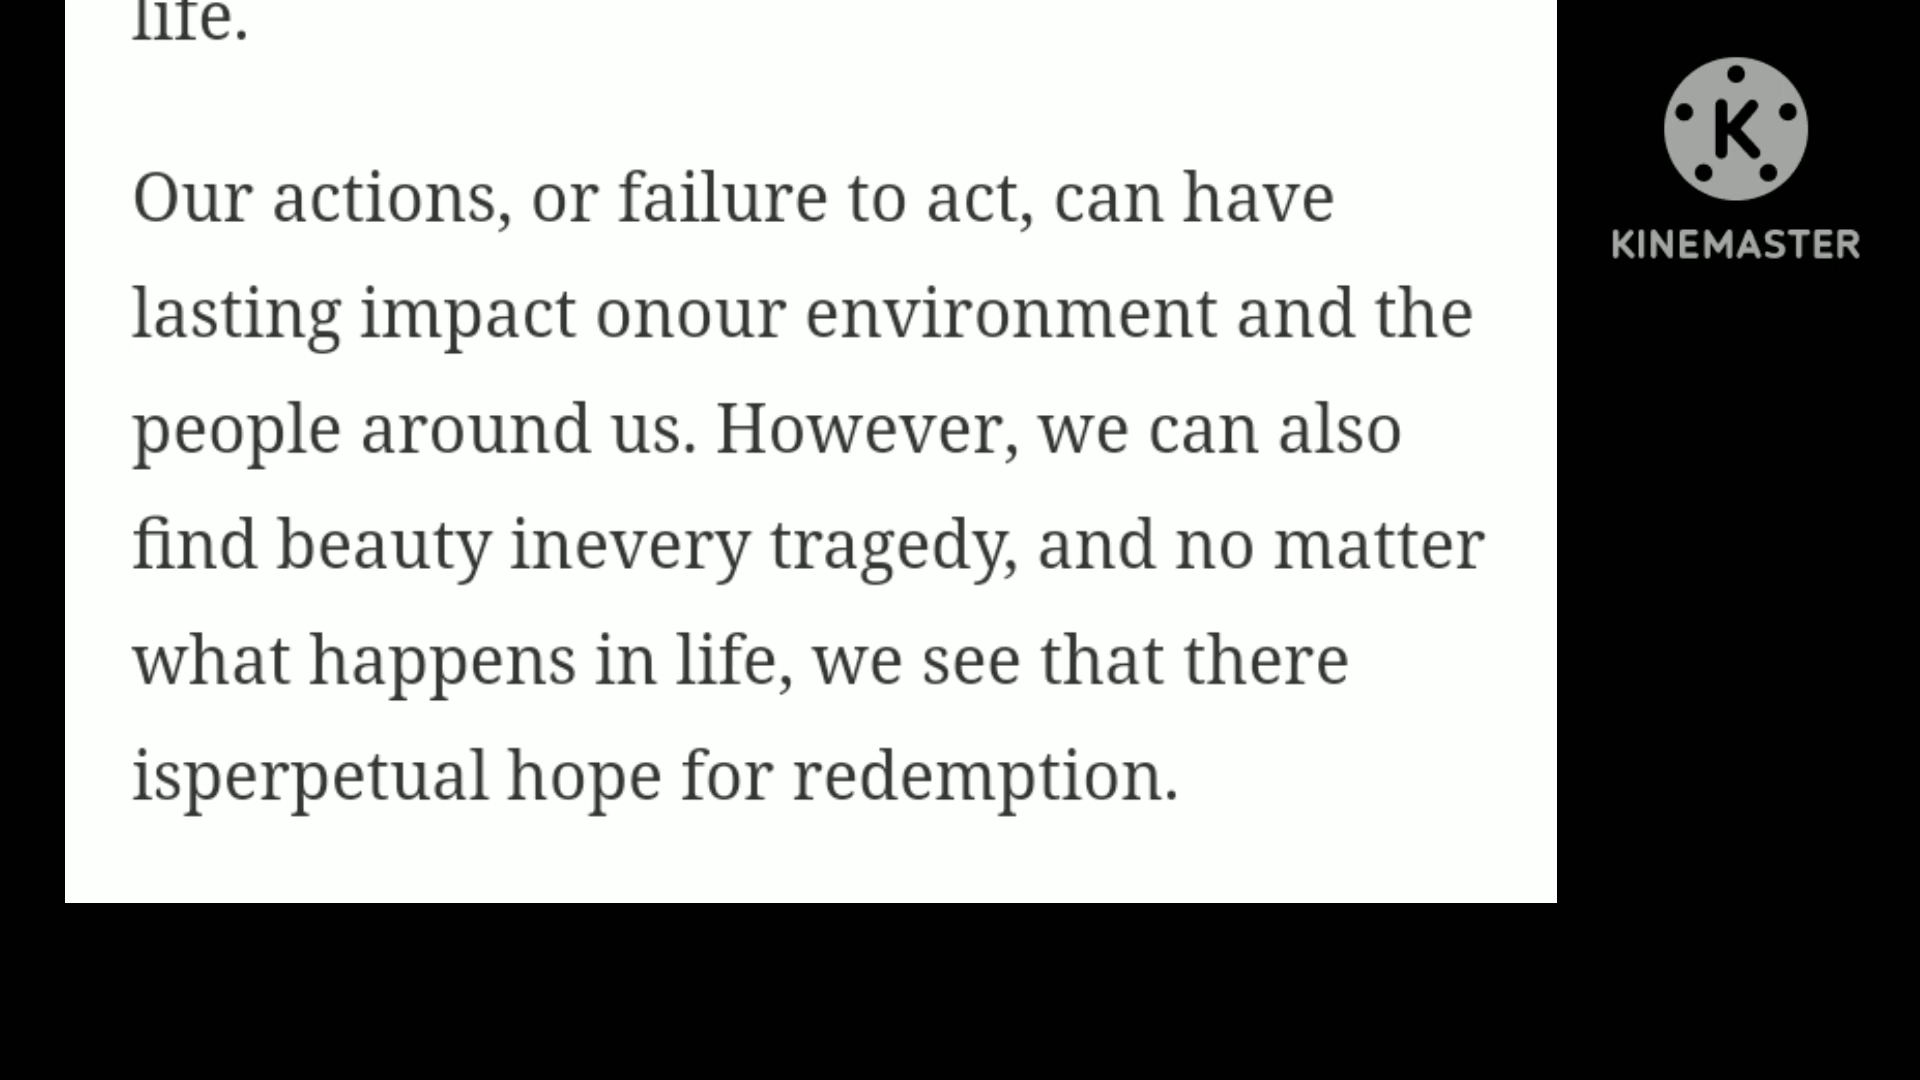 life.
Our actions, or failure to act, can have
lasting impact onour environment and the
people around us. However, we can also
find beauty inevery tragedy, and no matter
what happens in life, we see that there
isperpetual hope for redemption.
K
KINEMASTER